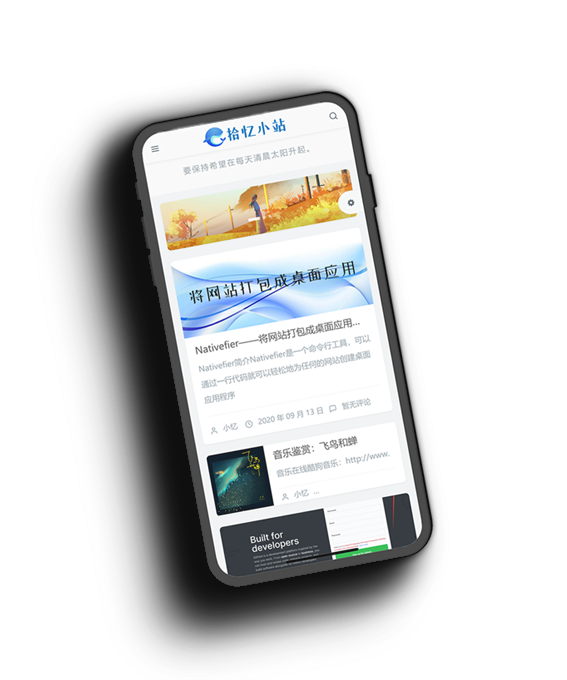 拾忆小站
要保持希望在每天清晨太阳升起。
将网站打包成桌面应用
Nativefier——将网站打包成桌面应用...
Nativefier简介Nativefier是一个命令行工具，可以
通过一行代码就可以轻松地为任何的网站创建桌面
应用程序
小忆 2020 年 09 月 13 日 暂无评论
飞鸟和蝉
音乐鉴赏：飞鸟和蝉
音乐在线酷狗音乐：http://www.
小忆 ...
Built for
developers